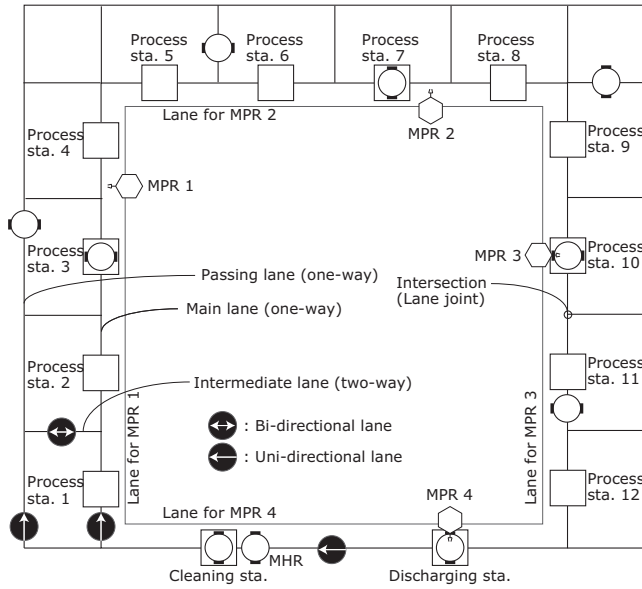 Process
sta. 5
Process
sta. 6
Process
sta. 7
Process
sta. 8
Lane for MPR 2
MPR 2
Process
sta. 4
Process
sta. 9
MPR 1
Process
sta. 3
MPR 3
Process
sta. 10
Passing lane (one-way)
Intersection
(Lane joint)
Main lane (one-way)
Process
sta. 2
Process
sta. 11
Intermediate lane (two-way)
Lane for MPR 1
Lane for MPR 3
: Bi-directional lane
: Uni-directional lane
Process
sta. 1
Process
sta. 12
MPR 4
Lane for MPR 4
MHR
Cleaning sta.
Discharging sta.